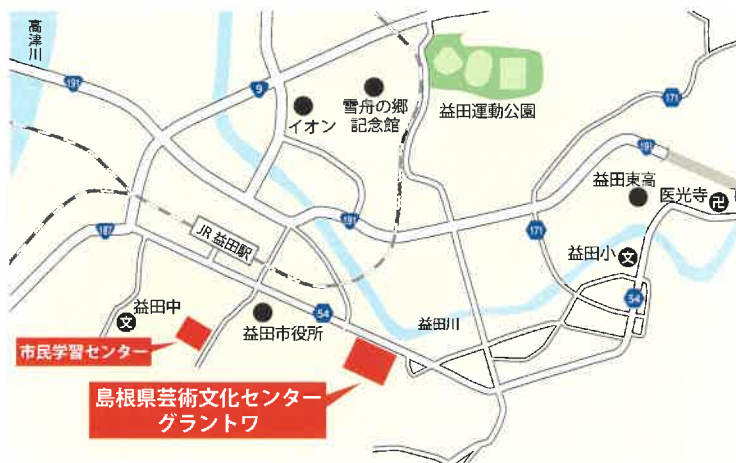 高津川
191
9
イオン
雪舟の郷
記念館
益田運動公園
171
191
益田東高
医光寺
卍
187
JR 益田駅
191
171
益田小
文
54
益田中
文
益田市役所
54
益田川
市民学習センター
島根県芸術文化センター
グラントワ